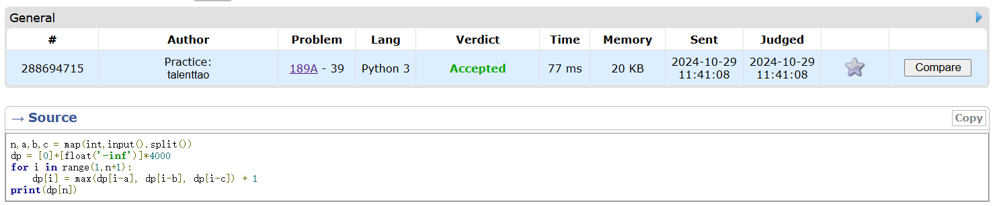 General
# Author Problem Lang Verdict Time Memory Sent Judged
288694715 Practice: talenttao 189A - 39 Python 3 Accepted 77 ms 20 KB 2024-10-29 11:41:08 2024-10-29 11:41:08 Compare
→ Source Copy
n,a,b,c = map(int,input().split())
dp = [0]+[float('-inf')]*4000
for i in range(1,n+1):
    dp[i] = max(dp[i-a], dp[i-b], dp[i-c]) + 1
print(dp[n])